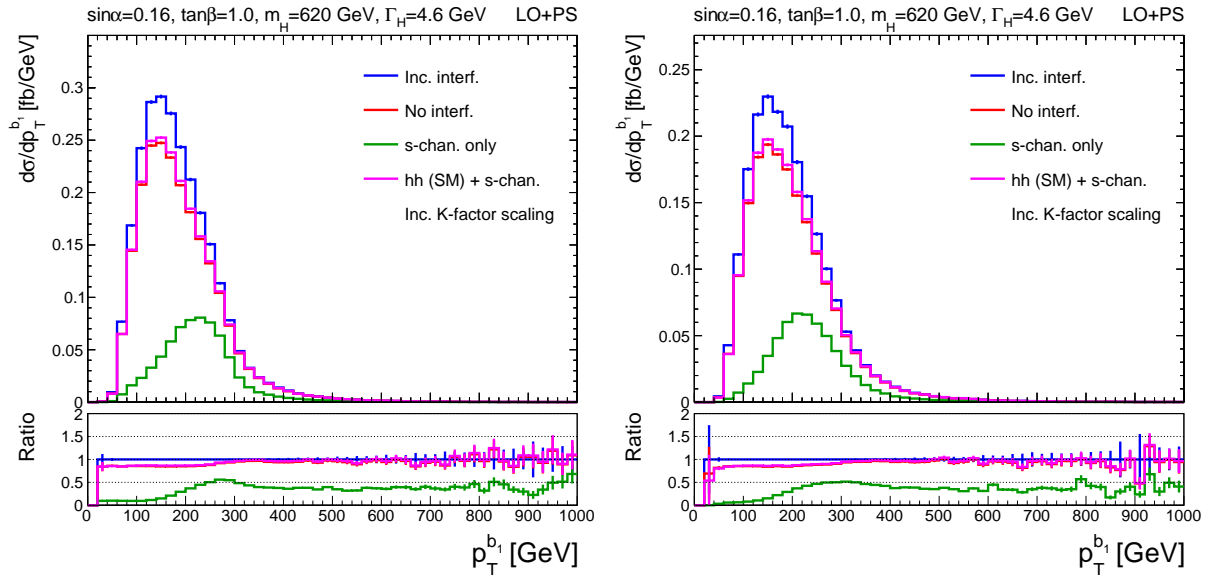 sinα=0.16, tanβ=1.0, m_H=620 GeV, Γ_H=4.6 GeV LO+PS
dσ/dp_T^{b_1} [fb/GeV]
0.3
0.25
0.2
0.15
0.1
0.05
0
Inc. interf.
No interf.
s-chan. only
hh (SM) + s-chan.
Inc. K-factor scaling
Ratio
2
1.5
1
0.5
0
0 100 200 300 400 500 600 700 800 900 1000
p_T^{b_1} [GeV]
sinα=0.16, tanβ=1.0, m_H=620 GeV, Γ_H=4.6 GeV LO+PS
dσ/dp_T^{b_1} [fb/GeV]
0.25
0.2
0.15
0.1
0.05
0
Inc. interf.
No interf.
s-chan. only
hh (SM) + s-chan.
Inc. K-factor scaling
Ratio
2
1.5
1
0.5
0
0 100 200 300 400 500 600 700 800 900 1000
p_T^{b_1} [GeV]